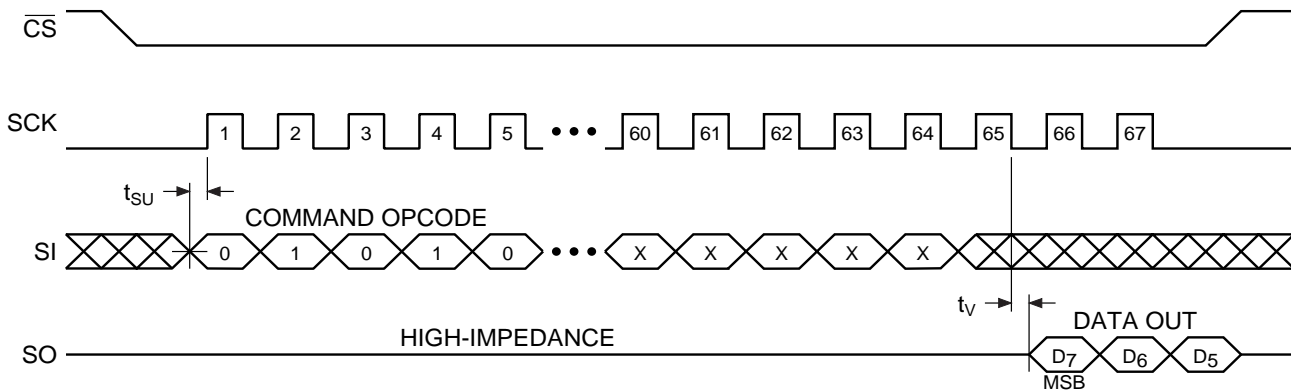 CS
SCK
1 2 3 4 5 ••• 60 61 62 63 64 65 66 67
tSU
COMMAND OPCODE
SI
0 1 0 1 0 ••• X X X X X
tV
HIGH-IMPEDANCE
DATA OUT
SO
D7 D6 D5
MSB